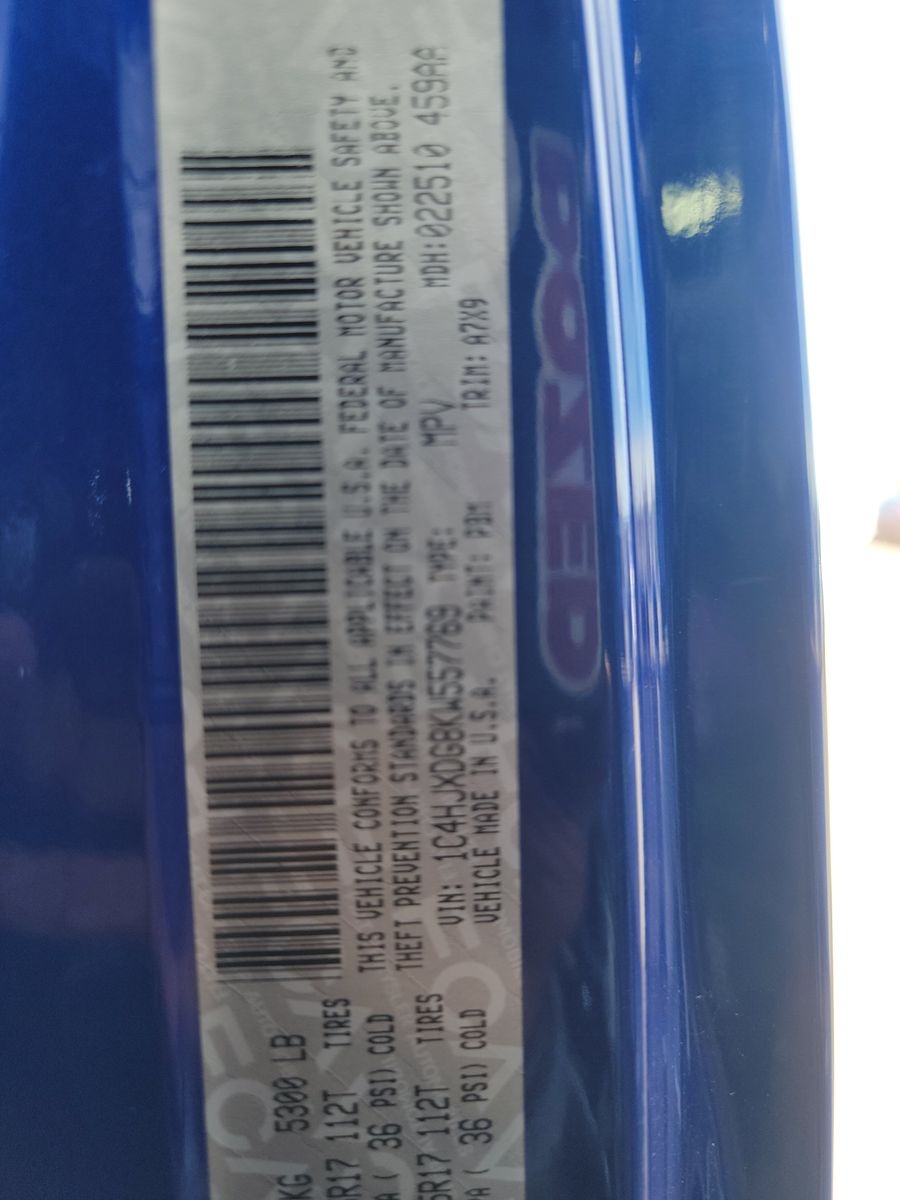 5300 LB
KG
5R17 112T TIRES
A ( 36 PSI) COLD
5R17 112T TIRES
A ( 36 PSI) COLD
THIS VEHICLE CONFORMS TO ALL APPLICABLE U.S.A. FEDERAL MOTOR VEHICLE SAFETY AND
THEFT PREVENTION STANDARDS IN EFFECT ON THE DATE OF MANUFACTURE SHOWN ABOVE.
VIN: 1C4HJXDG8KW557769 TYPE: MPV MDH:022510 459AA
VEHICLE MADE IN U.S.A. PAINT: PBM TRIM: A7X9